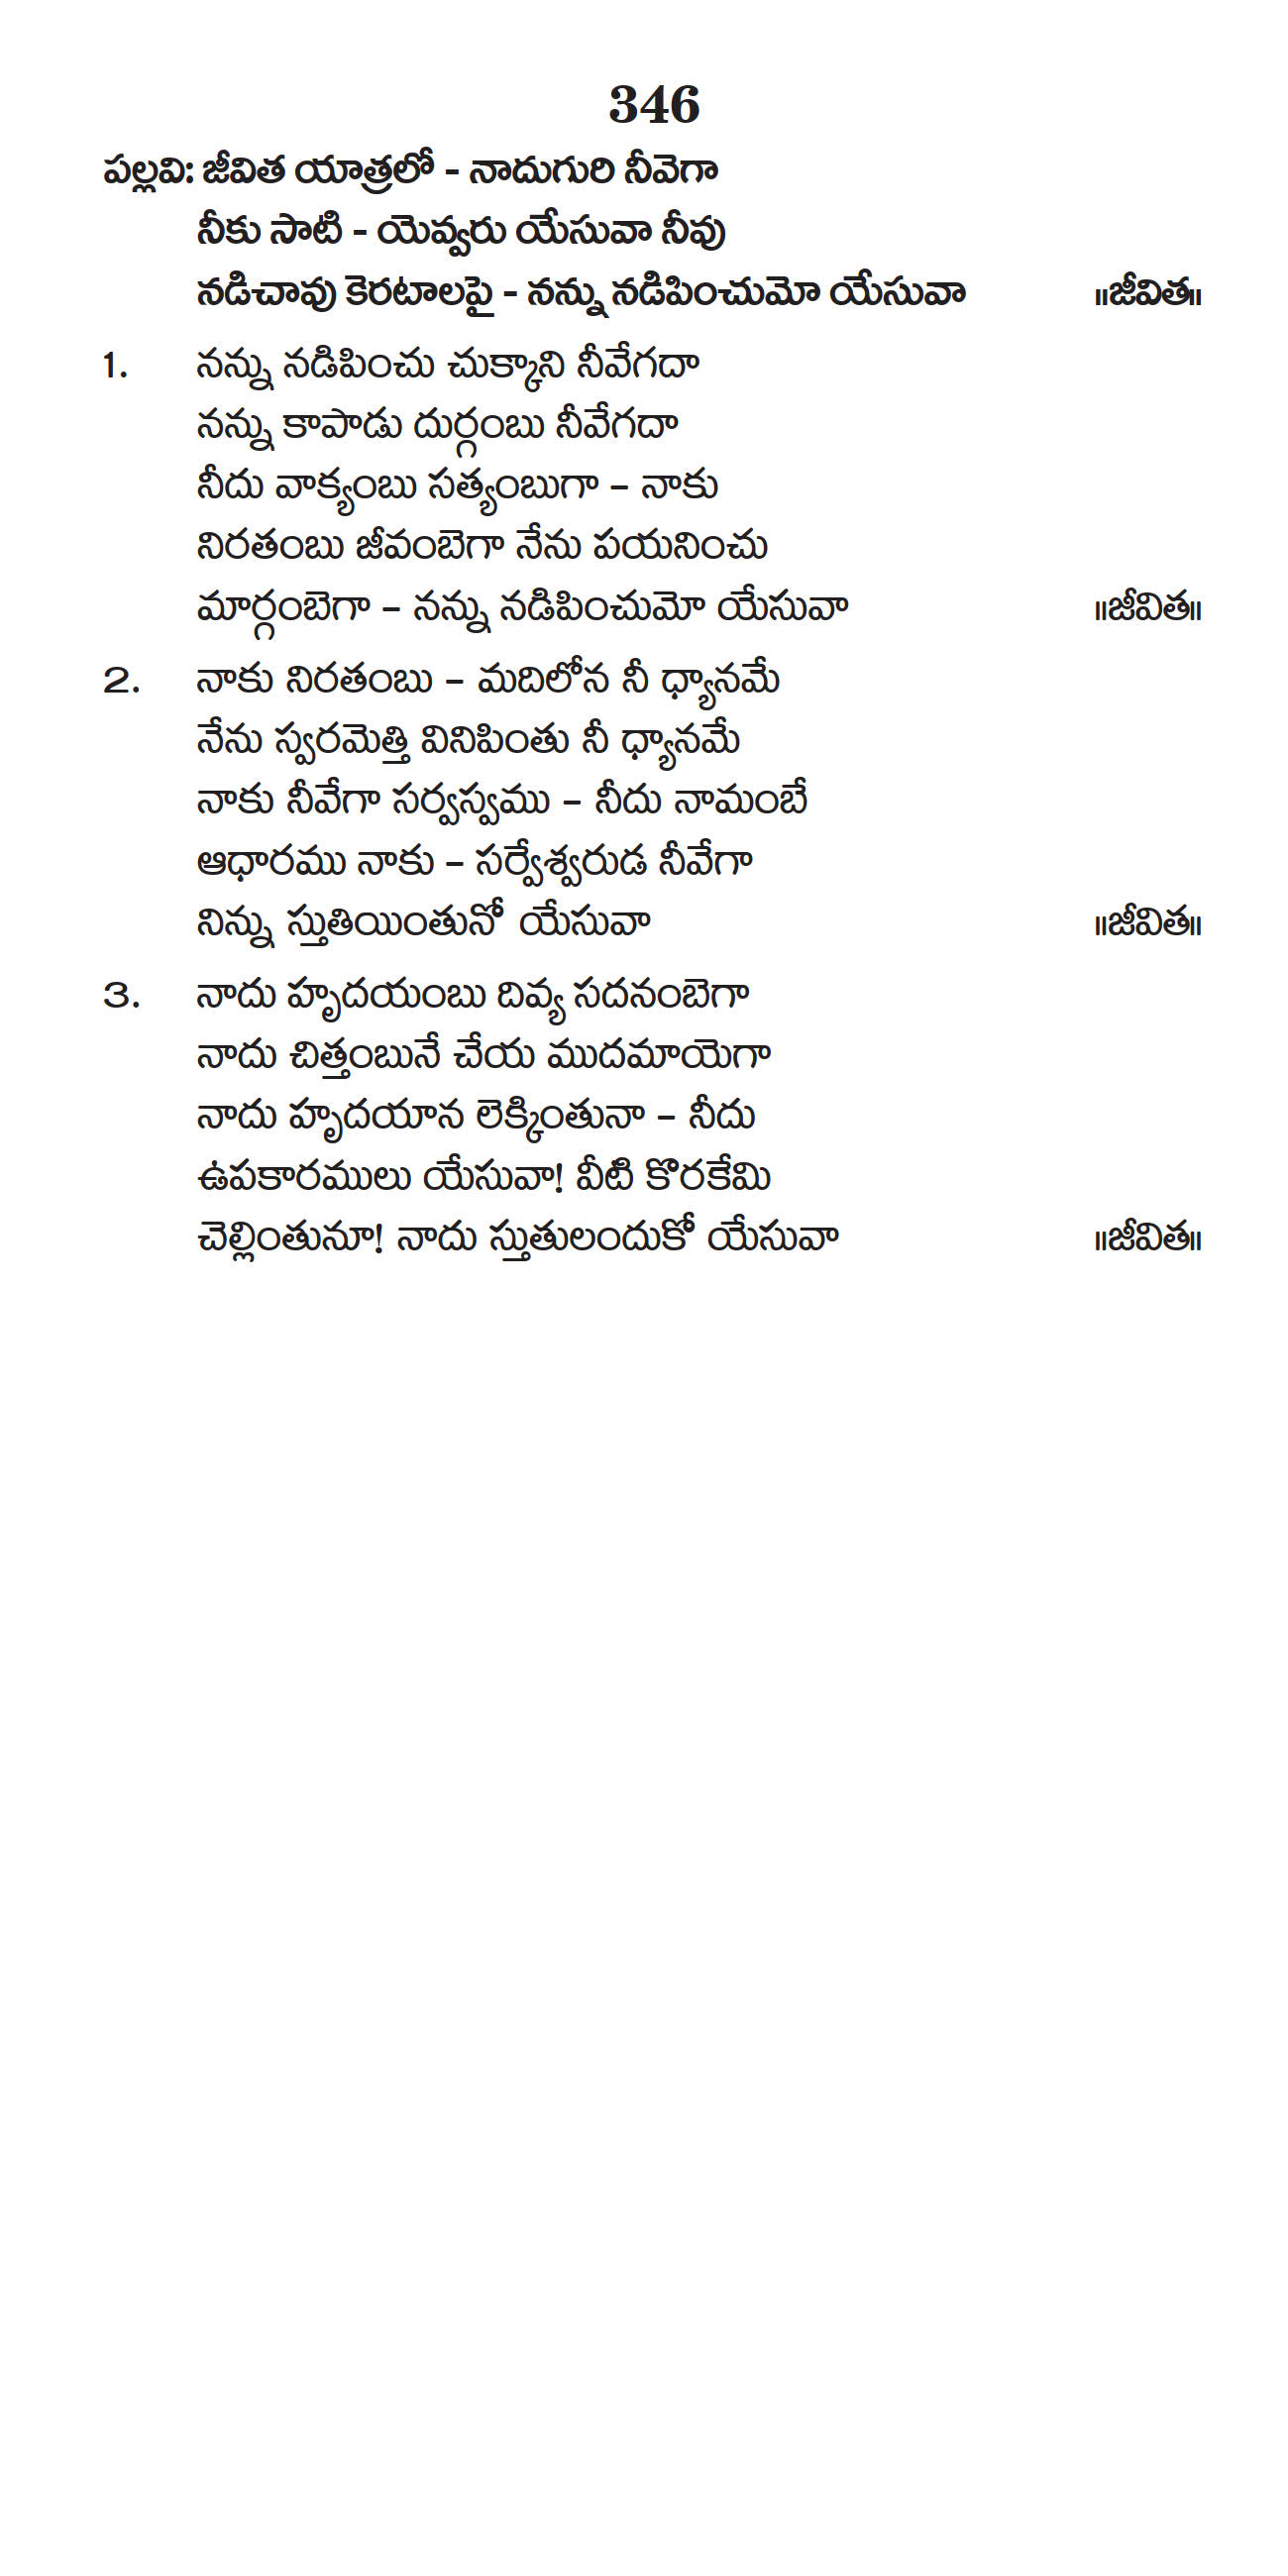 346
పల్లవి: జీవిత యాత్రలో - నాదుగురి నీవెగా
నీకు సాటి - యెవ్వరు యేసువా నీవు
నడిచావు కెరటాలపై - నన్ను నడిపించుమో యేసువా ॥జీవిత॥
1. నన్ను నడిపించు చుక్కాని నీవేగదా
నన్ను కాపాడు దుర్గంబు నీవేగదా
నీదు వాక్యంబు సత్యంబుగా – నాకు
నిరతంబు జీవంబెగా నేను పయనించు
మార్గంబెగా – నన్ను నడిపించుమో యేసువా ॥జీవిత॥
2. నాకు నిరతంబు – మదిలోన నీ ధ్యానమే
నేను స్వరమెత్తి వినిపింతు నీ ధ్యానమే
నాకు నీవేగా సర్వస్వము – నీదు నామంబే
ఆధారము నాకు – సర్వేశ్వరుడ నీవేగా
నిన్ను స్తుతియింతునో యేసువా ॥జీవిత॥
3. నాదు హృదయంబు దివ్య సదనంబెగా
నాదు చిత్తంబునే చేయ ముదమాయెగా
నాదు హృదయాన లెక్కింతునా – నీదు
ఉపకారములు యేసువా! వీటి కొరకేమి
చెల్లింతునూ! నాదు స్తుతులందుకో యేసువా ॥జీవిత॥